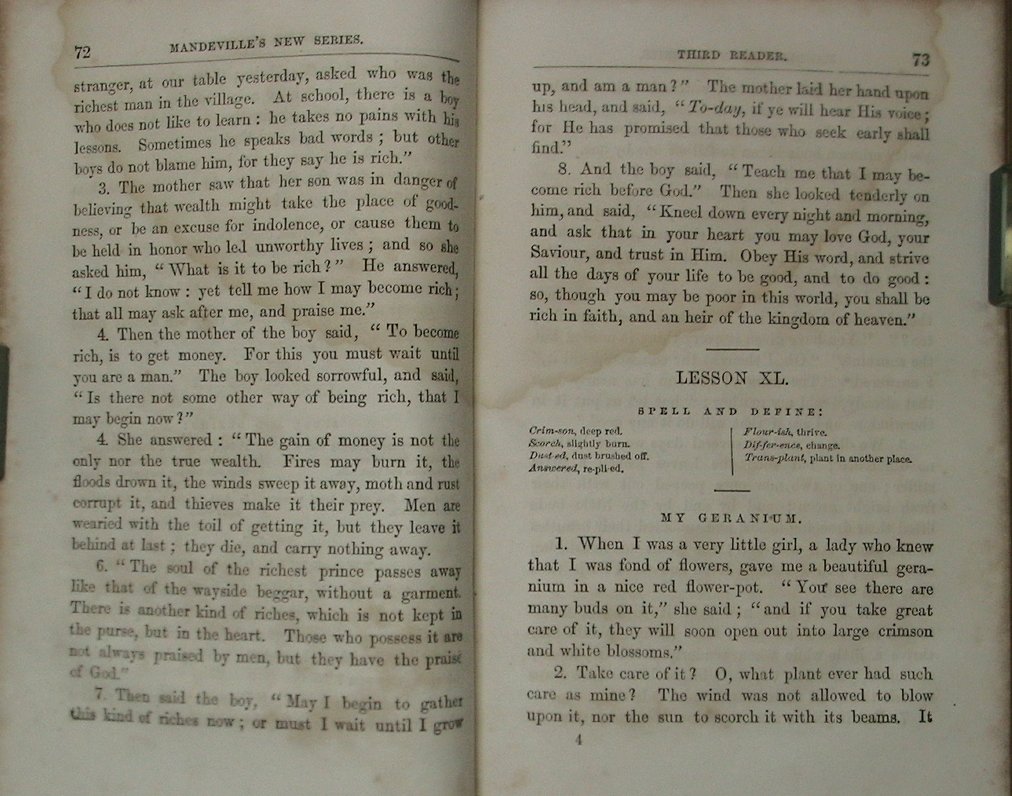 72 MANDEVILLE'S NEW SERIES.
stranger, at our table yesterday, asked who was the
richest man in the village. At school, there is a boy
who does not like to learn : he takes no pains with his
lessons. Sometimes he speaks bad words ; but other
boys do not blame him, for they say he is rich."
3. The mother saw that her son was in danger of
believing that wealth might take the place of good-
ness, or be an excuse for indolence, or cause them to
be held in honor who led unworthy lives ; and so she
asked him, " What is it to be rich ? " He answered,
" I do not know : yet tell me how I may become rich ;
that all may ask after me, and praise me."
4. Then the mother of the boy said, " To become
rich, is to get money. For this you must wait until
you are a man." The boy looked sorrowful, and said,
" Is there not some other way of being rich, that I
may begin now ? "
4. She answered : " The gain of money is not the
only nor the true wealth. Fires may burn it, the
floods drown it, the winds sweep it away, moth and rust
corrupt it, and thieves make it their prey. Men are
wearied with the toil of getting it, but they leave it
behind at last ; they die, and carry nothing away.
6. " The soul of the richest prince passes away
like that of the wayside beggar, without a garment.
There is another kind of riches, which is not kept in
the purse, but in the heart. Those who possess it are
not always praised by men, but they have the praise
of God."
7. Then said the boy, " May I begin to gather
this kind of riches now ; or must I wait until I grow
THIRD READER. 73
up, and am a man ? " The mother laid her hand upon
his head, and said, " To-day, if ye will hear His voice ;
for He has promised that those who seek early shall
find."
8. And the boy said, " Teach me that I may be-
come rich before God." Then she looked tenderly on
him, and said, " Kneel down every night and morning,
and ask that in your heart you may love God, your
Saviour, and trust in Him. Obey His word, and strive
all the days of your life to be good, and to do good :
so, though you may be poor in this world, you shall be
rich in faith, and an heir of the kingdom of heaven."
LESSON XL.
SPELL AND DEFINE:
Crim-son, deep red.
Scorch, slightly burn.
Dust-ed, dust brushed off.
Answered, re-pli-ed.
Flour-ish, thrive.
Dif-fer-ence, change.
Trans-plant, plant in another place.
MY GERANIUM.
1. When I was a very little girl, a lady who knew
that I was fond of flowers, gave me a beautiful gera-
nium in a nice red flower-pot. " You see there are
many buds on it," she said ; " and if you take great
care of it, they will soon open out into large crimson
and white blossoms."
2. Take care of it ? O, what plant ever had such
care as mine ? The wind was not allowed to blow
upon it, nor the sun to scorch it with its beams. It
4